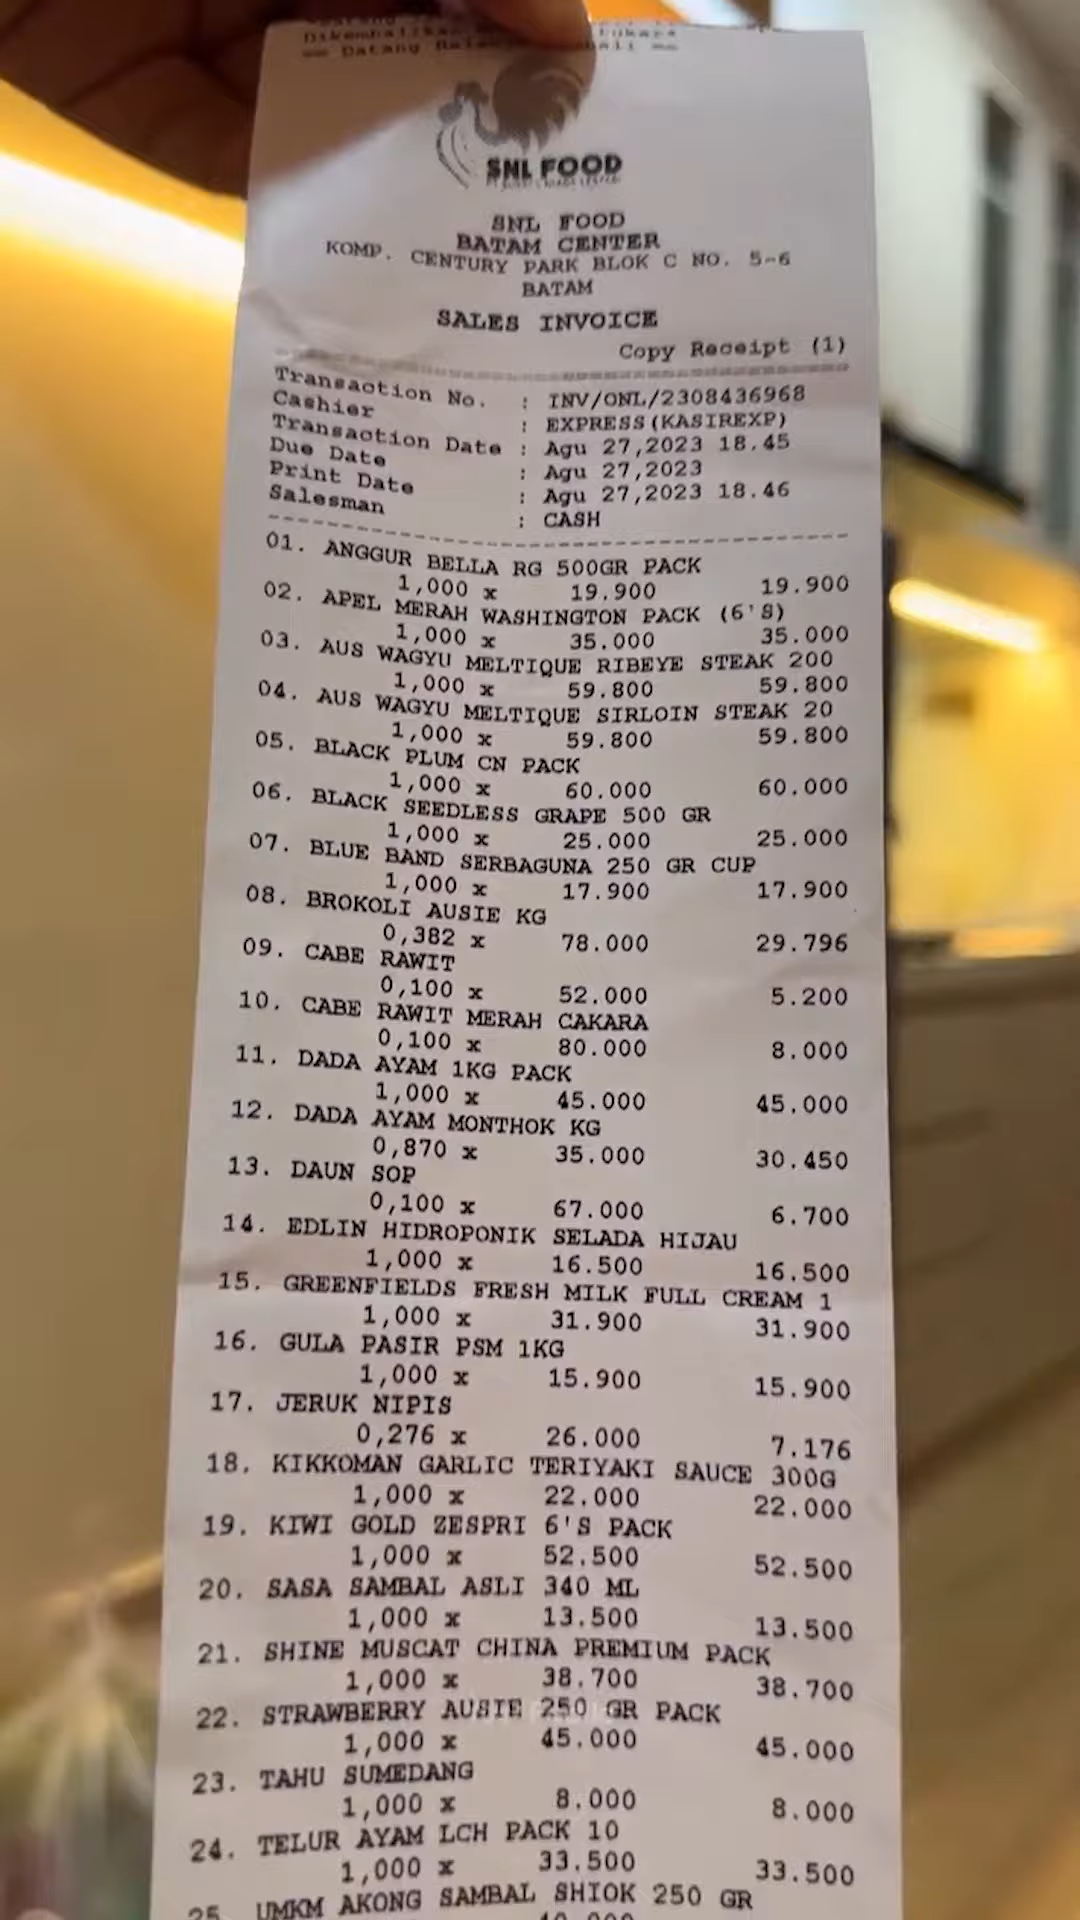 == Datang
SNL FOOD
SNL FOOD
BATAM CENTER
KOMP. CENTURY PARK BLOK C NO. 5-6
BATAM
SALES INVOICE
Copy Receipt (1)
Transaction No. : INV/ONL/2308436968
Cashier : EXPRESS(KASIREXP)
Transaction Date : Agu 27,2023 18.45
Due Date : Agu 27,2023
Print Date : Agu 27,2023 18.46
Salesman : CASH
01. ANGGUR BELLA RG 500GR PACK
1,000 x 19.900 19.900
02. APEL MERAH WASHINGTON PACK (6'S)
1,000 x 35.000 35.000
03. AUS WAGYU MELTIQUE RIBEYE STEAK 200
1,000 x 59.800 59.800
04. AUS WAGYU MELTIQUE SIRLOIN STEAK 20
1,000 x 59.800 59.800
05. BLACK PLUM CN PACK
1,000 x 60.000 60.000
06. BLACK SEEDLESS GRAPE 500 GR
1,000 x 25.000 25.000
07. BLUE BAND SERBAGUNA 250 GR CUP
1,000 x 17.900 17.900
08. BROKOLI AUSIE KG
0,382 x 78.000 29.796
09. CABE RAWIT
0,100 x 52.000 5.200
10. CABE RAWIT MERAH CAKARA
0,100 x 80.000 8.000
11. DADA AYAM 1KG PACK
1,000 x 45.000 45.000
12. DADA AYAM MONTHOK KG
0,870 x 35.000 30.450
13. DAUN SOP
0,100 x 67.000 6.700
14. EDLIN HIDROPONIK SELADA HIJAU
1,000 x 16.500 16.500
15. GREENFIELDS FRESH MILK FULL CREAM 1
1,000 x 31.900 31.900
16. GULA PASIR PSM 1KG
1,000 x 15.900 15.900
17. JERUK NIPIS
0,276 x 26.000 7.176
18. KIKKOMAN GARLIC TERIYAKI SAUCE 300G
1,000 x 22.000 22.000
19. KIWI GOLD ZESPRI 6'S PACK
1,000 x 52.500 52.500
20. SASA SAMBAL ASLI 340 ML
1,000 x 13.500 13.500
21. SHINE MUSCAT CHINA PREMIUM PACK
1,000 x 38.700 38.700
22. STRAWBERRY AUSIE 250 GR PACK
1,000 x 45.000 45.000
23. TAHU SUMEDANG
1,000 x 8.000 8.000
24. TELUR AYAM LCH PACK 10
1,000 x 33.500 33.500
25. UMKM AKONG SAMBAL SHIOK 250 GR